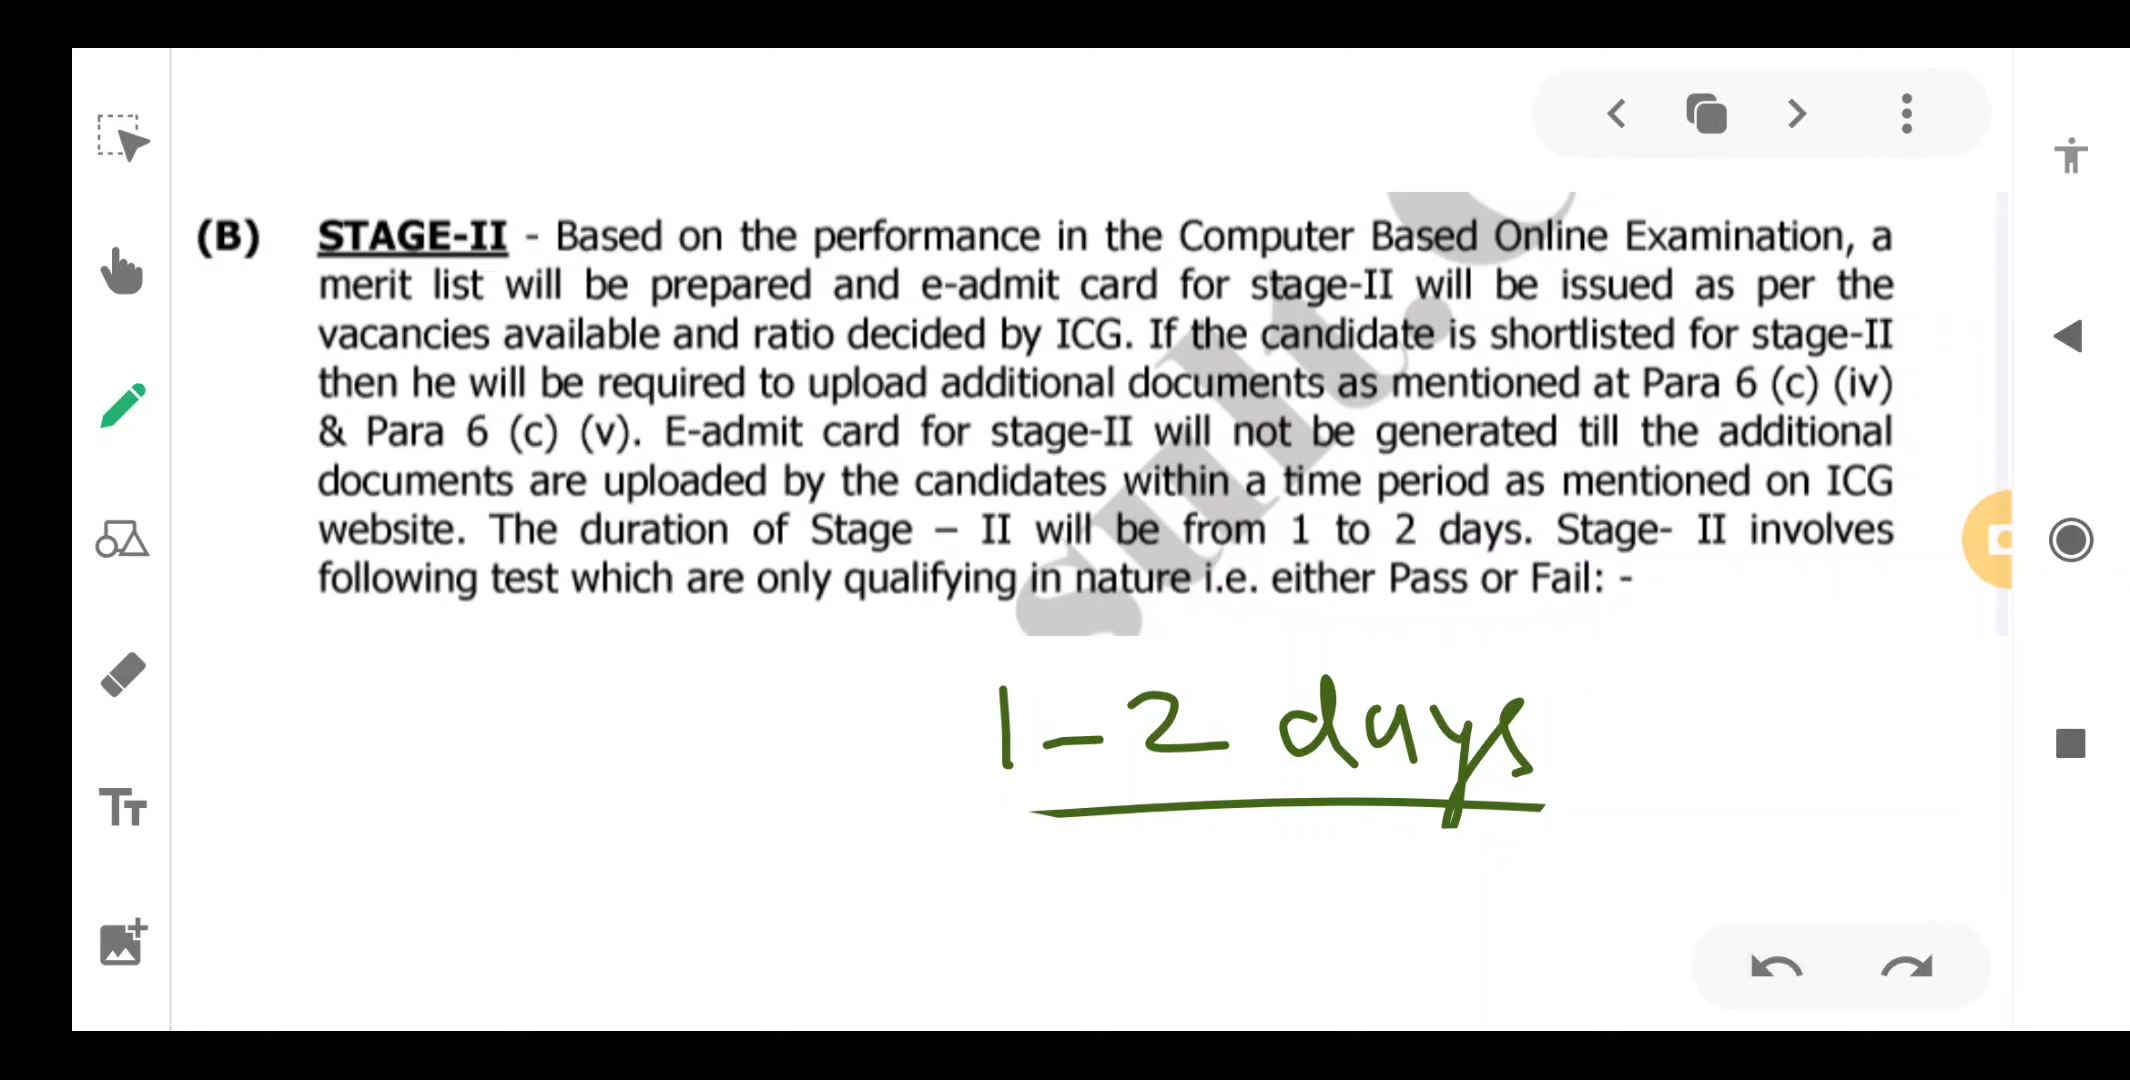 (B) STAGE-II - Based on the performance in the Computer Based Online Examination, a
merit list will be prepared and e-admit card for stage-II will be issued as per the
vacancies available and ratio decided by ICG. If the candidate is shortlisted for stage-II
then he will be required to upload additional documents as mentioned at Para 6 (c) (iv)
& Para 6 (c) (v). E-admit card for stage-II will not be generated till the additional
documents are uploaded by the candidates within a time period as mentioned on ICG
website. The duration of Stage – II will be from 1 to 2 days. Stage- II involves
following test which are only qualifying in nature i.e. either Pass or Fail: -
1-2 days
sult.
TT